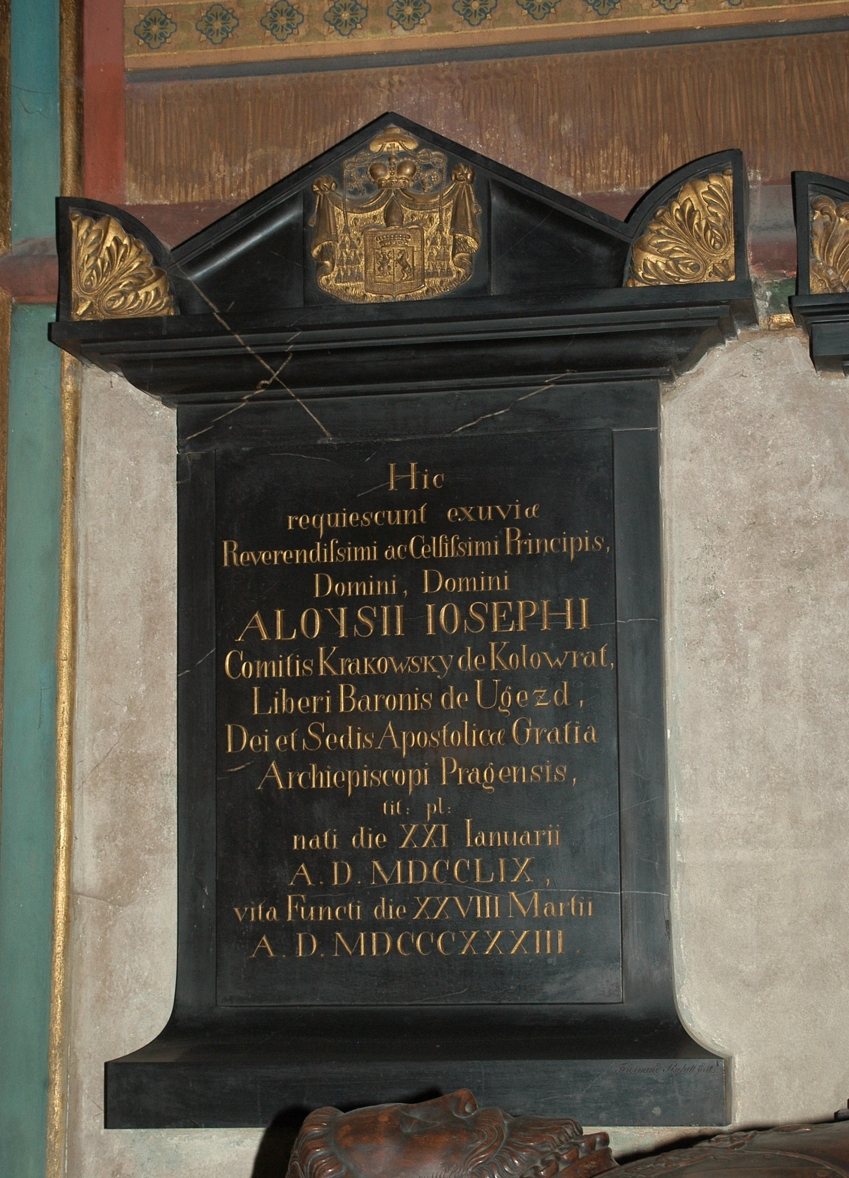 Hic
requiescunt exuviæ
Reverendiſsimi ac Celſiſsimi Principis,
Domini, Domini
ALOYSII IOSEPHI
Comitis Krakowsky de Kolowrat,
Liberi Baronis de Ugezd,
Dei et Sedis Apostolicæ Gratia
Archiepiscopi Pragensis,
tit: pl:
nati die XXI Ianuarii
A. D. MDCCLIX,
vita Functi die XXVIII Martii
A. D. MDCCCXXXIII.